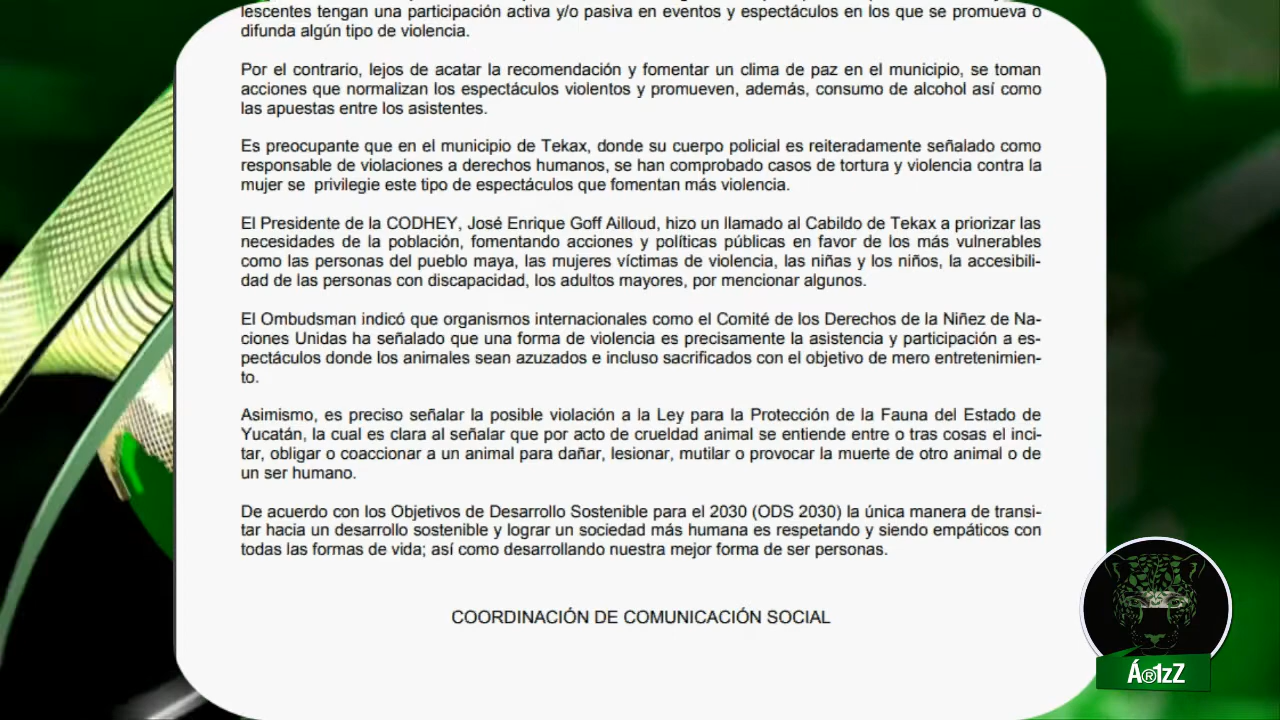 lescentes tengan una participación activa y/o pasiva en eventos y espectáculos en los que se promueva o
difunda algún tipo de violencia.
Por el contrario, lejos de acatar la recomendación y fomentar un clima de paz en el municipio, se toman
acciones que normalizan los espectáculos violentos y promueven, además, consumo de alcohol así como
las apuestas entre los asistentes.
Es preocupante que en el municipio de Tekax, donde su cuerpo policial es reiteradamente señalado como
responsable de violaciones a derechos humanos, se han comprobado casos de tortura y violencia contra la
mujer se  privilegie este tipo de espectáculos que fomentan más violencia.
El Presidente de la CODHEY, José Enrique Goff Ailloud, hizo un llamado al Cabildo de Tekax a priorizar las
necesidades de la población, fomentando acciones y políticas públicas en favor de los más vulnerables
como las personas del pueblo maya, las mujeres víctimas de violencia, las niñas y los niños, la accesibili-
dad de las personas con discapacidad, los adultos mayores, por mencionar algunos.
El Ombudsman indicó que organismos internacionales como el Comité de los Derechos de la Niñez de Na-
ciones Unidas ha señalado que una forma de violencia es precisamente la asistencia y participación a es-
pectáculos donde los animales sean azuzados e incluso sacrificados con el objetivo de mero entretenimien-
to.
Asimismo, es preciso señalar la posible violación a la Ley para la Protección de la Fauna del Estado de
Yucatán, la cual es clara al señalar que por acto de crueldad animal se entiende entre o tras cosas el inci-
tar, obligar o coaccionar a un animal para dañar, lesionar, mutilar o provocar la muerte de otro animal o de
un ser humano.
De acuerdo con los Objetivos de Desarrollo Sostenible para el 2030 (ODS 2030) la única manera de transi-
tar hacia un desarrollo sostenible y lograr un sociedad más humana es respetando y siendo empáticos con
todas las formas de vida; así como desarrollando nuestra mejor forma de ser personas.
COORDINACIÓN DE COMUNICACIÓN SOCIAL
Á®1zZ